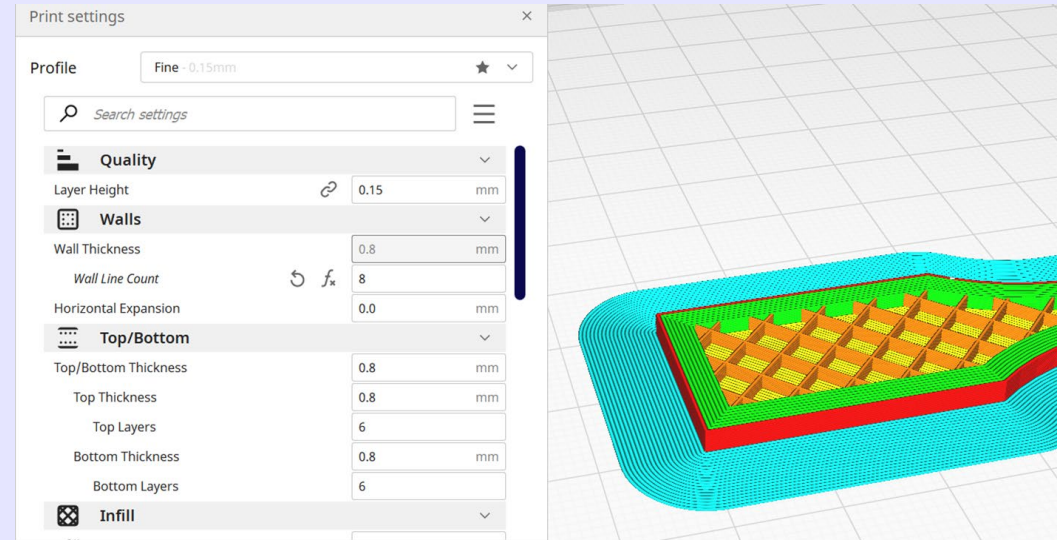 Print settings
Profile
Fine - 0.15mm
Search settings
Quality
Layer Height 0.15 mm
Walls
Wall Thickness 0.8 mm
Wall Line Count 8
Horizontal Expansion 0.0 mm
Top/Bottom
Top/Bottom Thickness 0.8 mm
Top Thickness 0.8 mm
Top Layers 6
Bottom Thickness 0.8 mm
Bottom Layers 6
Infill